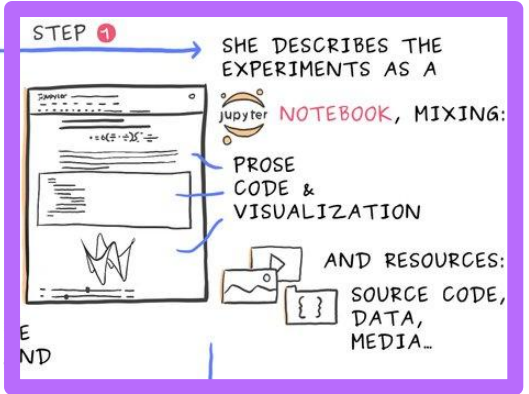 STEP 1
SHE DESCRIBES THE
EXPERIMENTS AS A
jupyter NOTEBOOK, MIXING:
PROSE
CODE &
VISUALIZATION
AND RESOURCES:
{ }
SOURCE CODE,
DATA,
MEDIA…
E
ND